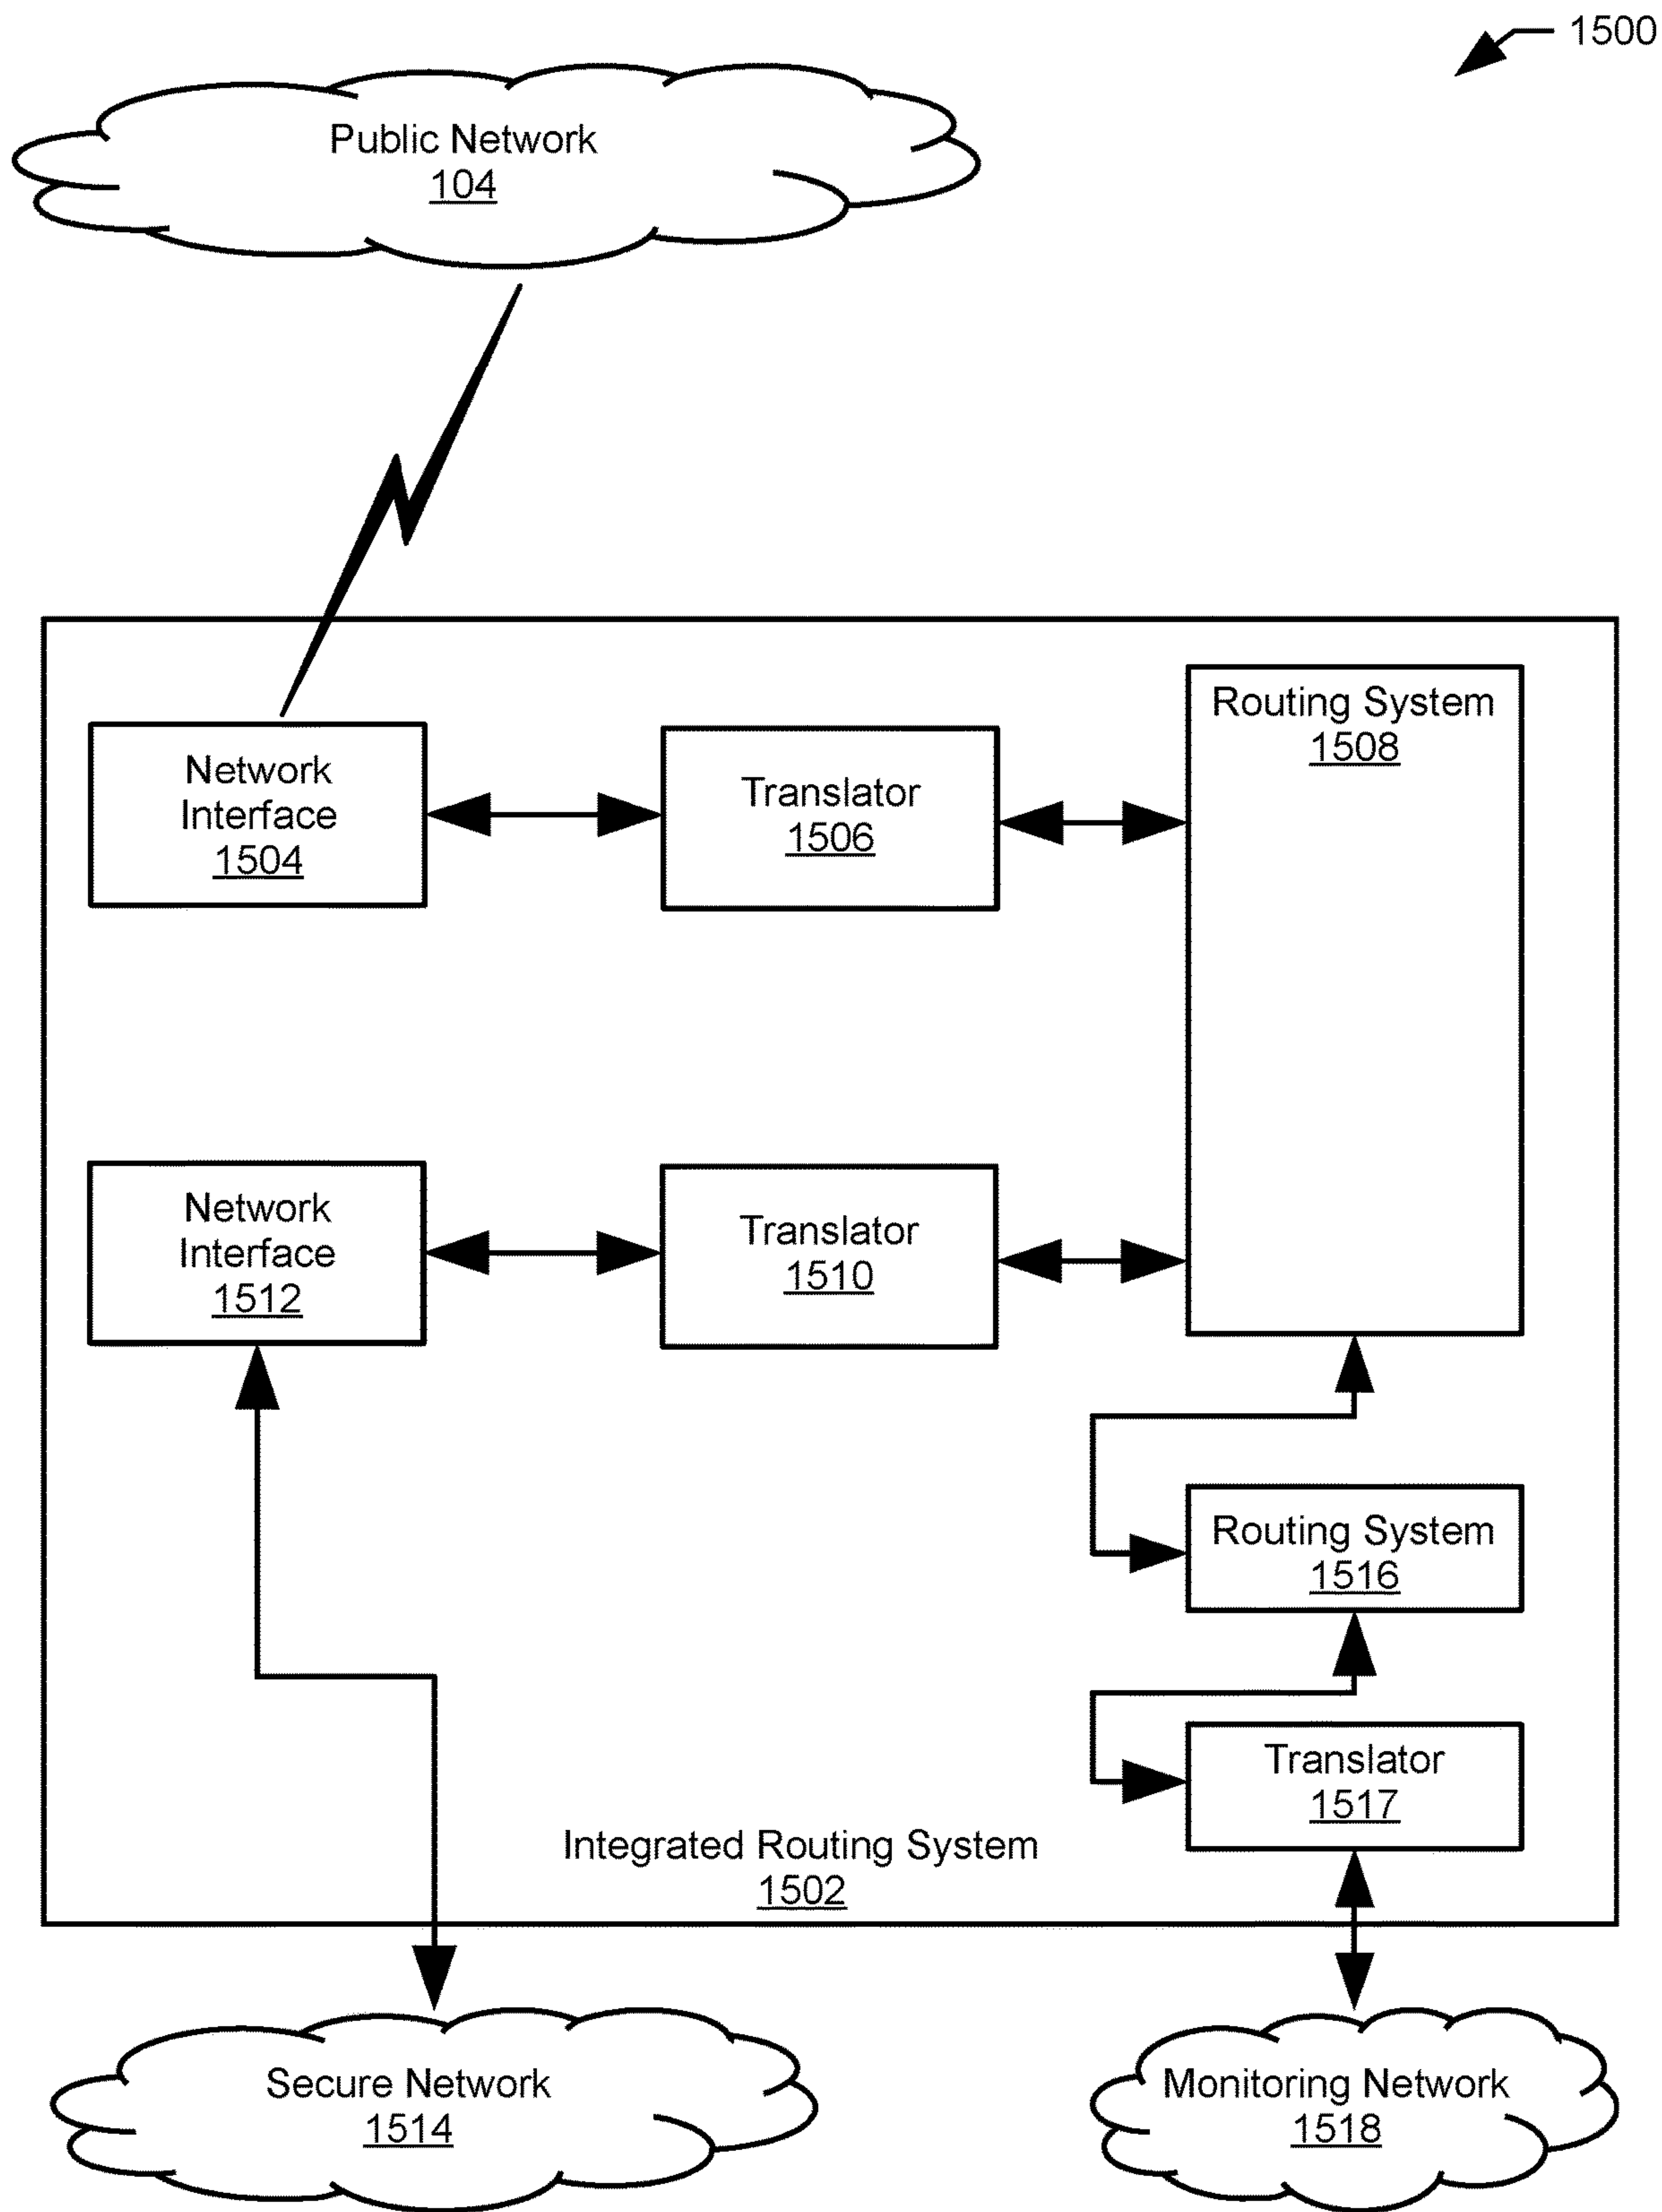 1500
Public Network
104
Routing System
1508
Network
Interface
1504
Translator
1506
Network
Interface
1512
Translator
1510
Routing System
1516
Translator
1517
Integrated Routing System
1502
Secure Network
1514
Monitoring Network
1518